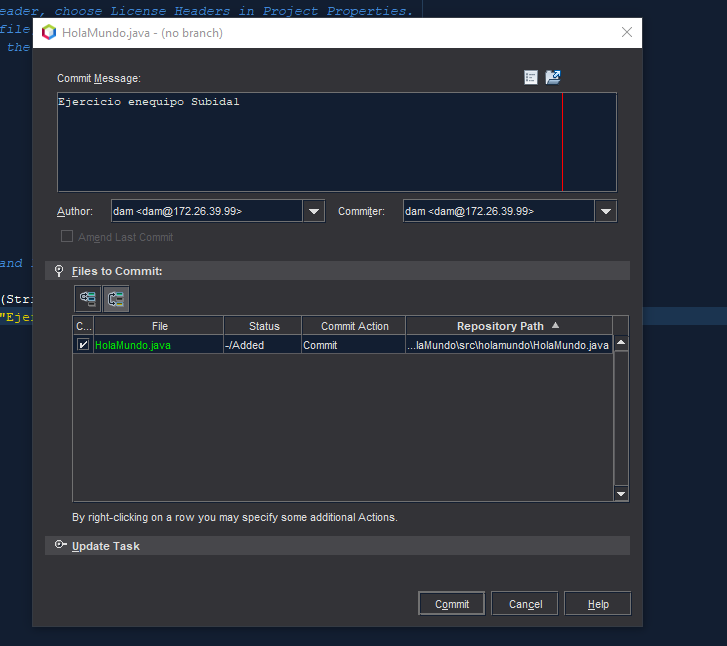 eader, choose License Headers in Project Properties.
file
the
HolaMundo.java - (no branch)
Commit Message:
Ejercicio enequipo Subidal
Author: dam <dam@172.26.39.99> Commiter: dam <dam@172.26.39.99>
Amend Last Commit
and
Files to Commit:
(Stri
"Ejer
C... File Status Commit Action Repository Path
HolaMundo.java -/Added Commit ...laMundo\src\holamundo\HolaMundo.java
By right-clicking on a row you may specify some additional Actions.
Update Task
Commit Cancel Help